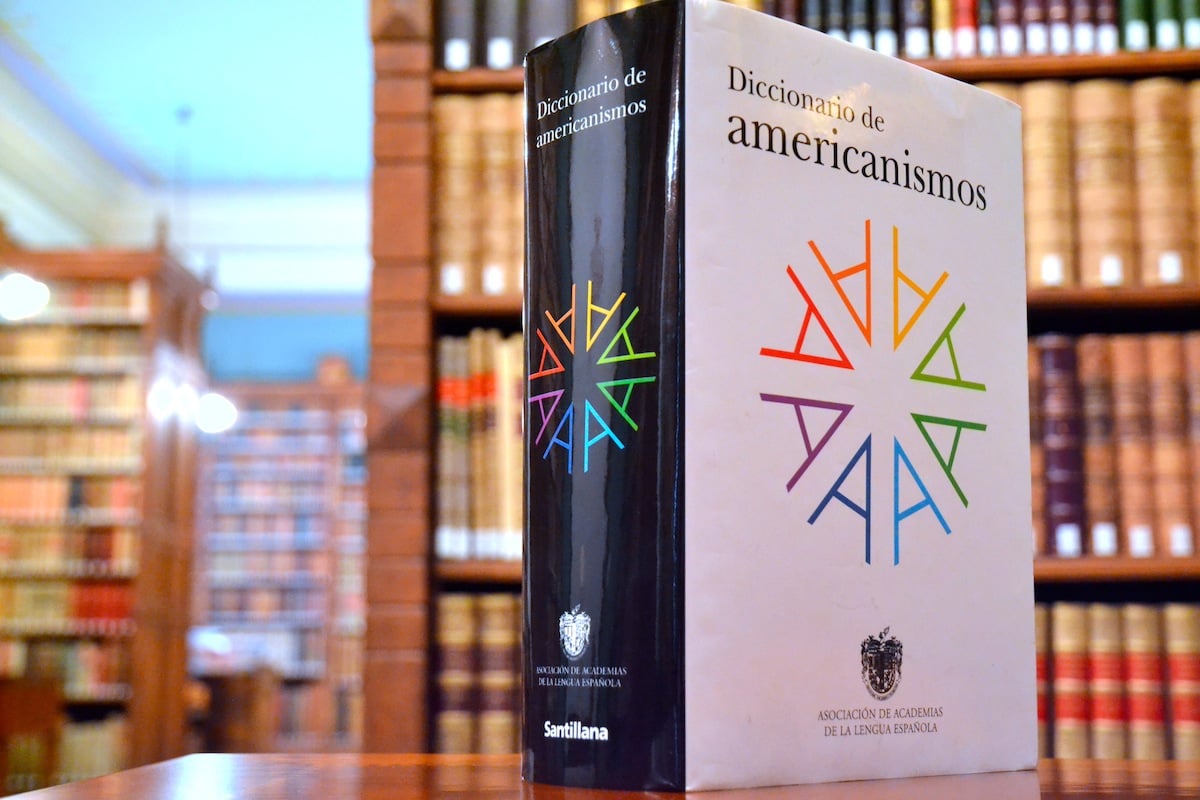 Diccionario de
americanismos
ASOCIACIÓN DE ACADEMIAS
DE LA LENGUA ESPAÑOLA
Santillana
Diccionario de
americanismos
A
A
A
A
A
A
A
A
ASOCIACIÓN DE ACADEMIAS
DE LA LENGUA ESPAÑOLA